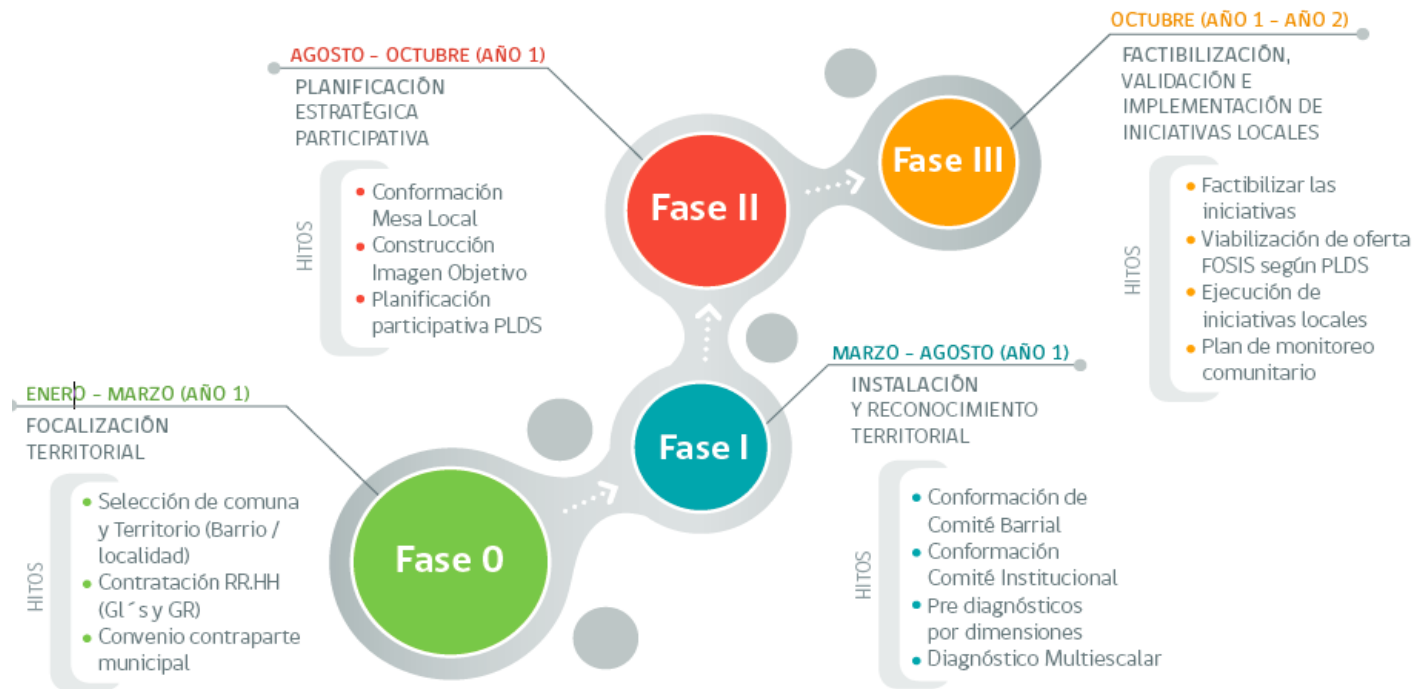 ENERO – MARZO (AÑO 1)
FOCALIZACIÓN
TERRITORIAL
HITOS
• Selección de comuna
y Territorio (Barrio /
localidad)
• Contratación RR.HH
(Gl´s y GR)
• Convenio contraparte
municipal
Fase 0
MARZO – AGOSTO (AÑO 1)
INSTALACIÓN
Y RECONOCIMIENTO
TERRITORIAL
HITOS
• Conformación de
Comité Barrial
• Conformación
Comité Institucional
• Pre diagnósticos
por dimensiones
• Diagnóstico Multiescalar
Fase I
AGOSTO – OCTUBRE (AÑO 1)
PLANIFICACIÓN
ESTRATÉGICA
PARTICIPATIVA
HITOS
• Conformación
Mesa Local
• Construcción
Imagen Objetivo
• Planificación
participativa PLDS
Fase II
OCTUBRE (AÑO 1 – AÑO 2)
FACTIBILIZACIÓN,
VALIDACIÓN E
IMPLEMENTACIÓN DE
INICIATIVAS LOCALES
HITOS
• Factibilizar las
iniciativas
• Viabilización de oferta
FOSIS según PLDS
• Ejecución de
iniciativas locales
• Plan de monitoreo
comunitario
Fase III